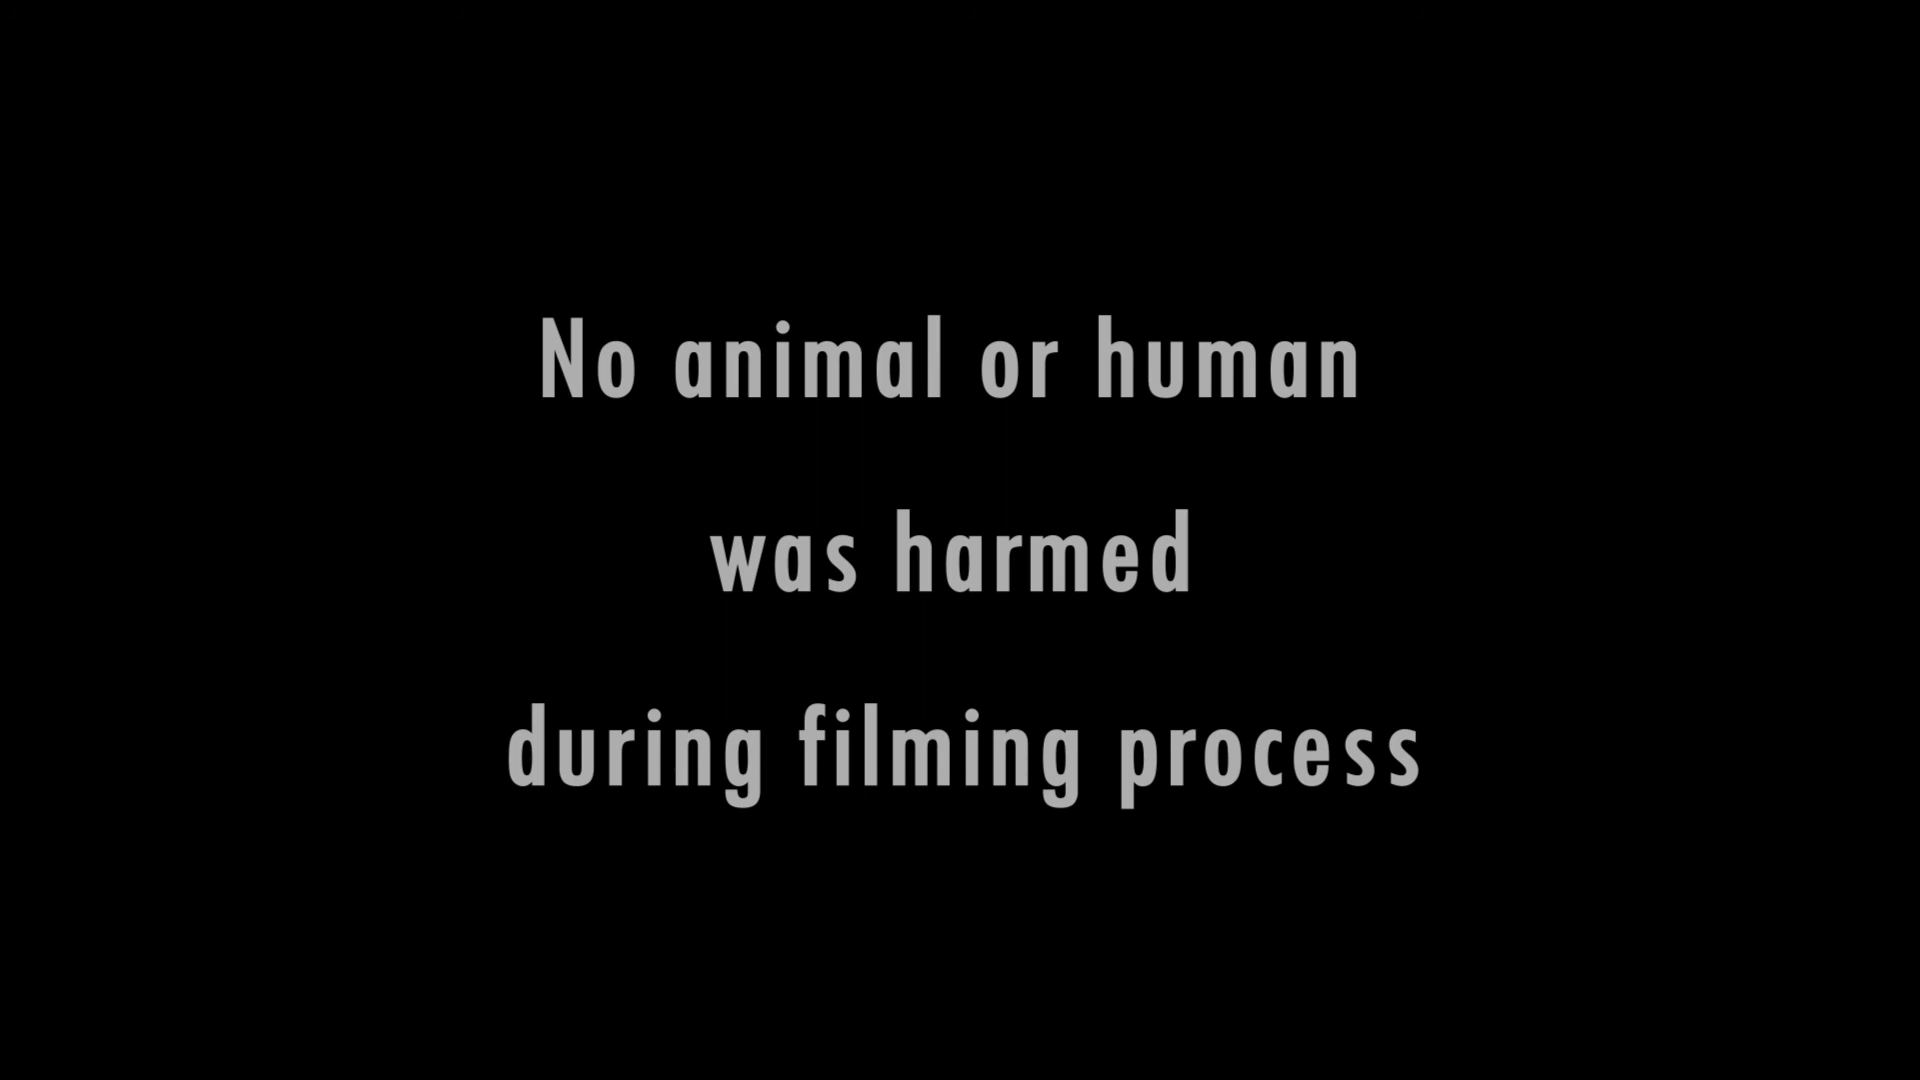 No animal or human
was harmed
during filming process